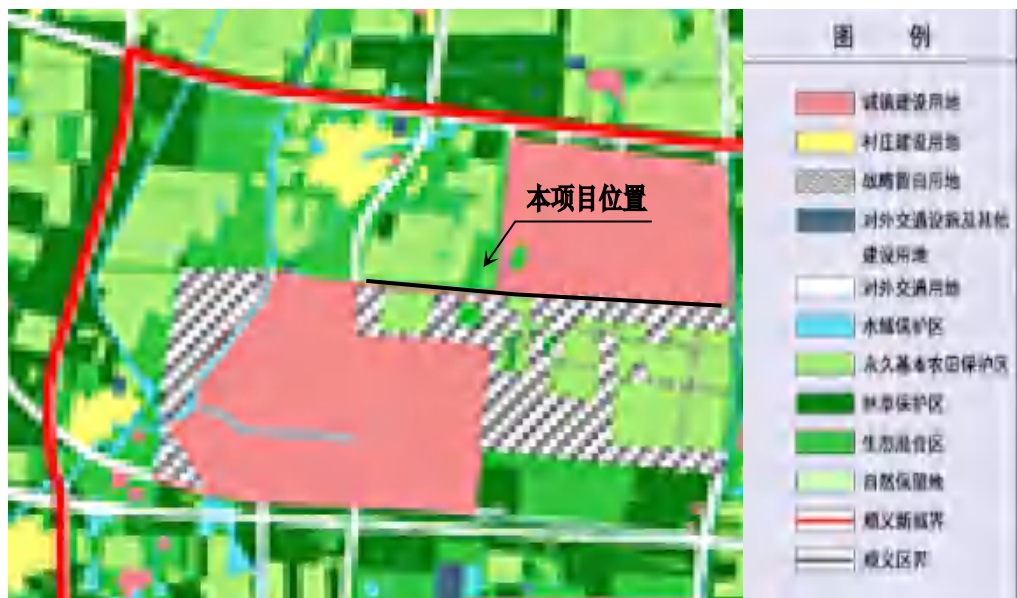 本项目位置
图 例
城镇建设用地
村庄建设用地
战略留白用地
对外交通设施及其他
建设用地
对外交通用地
水域保护区
永久基本农田保护区
林草保护区
生态混合区
自然保留地
顺义新城界
顺义区界